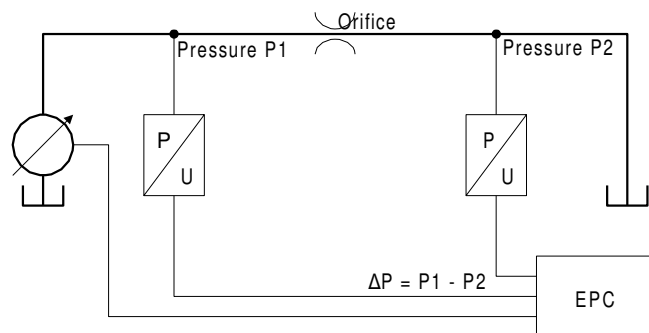 Orifice
Pressure P1
Pressure P2
P
U
P
U
ΔP = P1 - P2
EPC